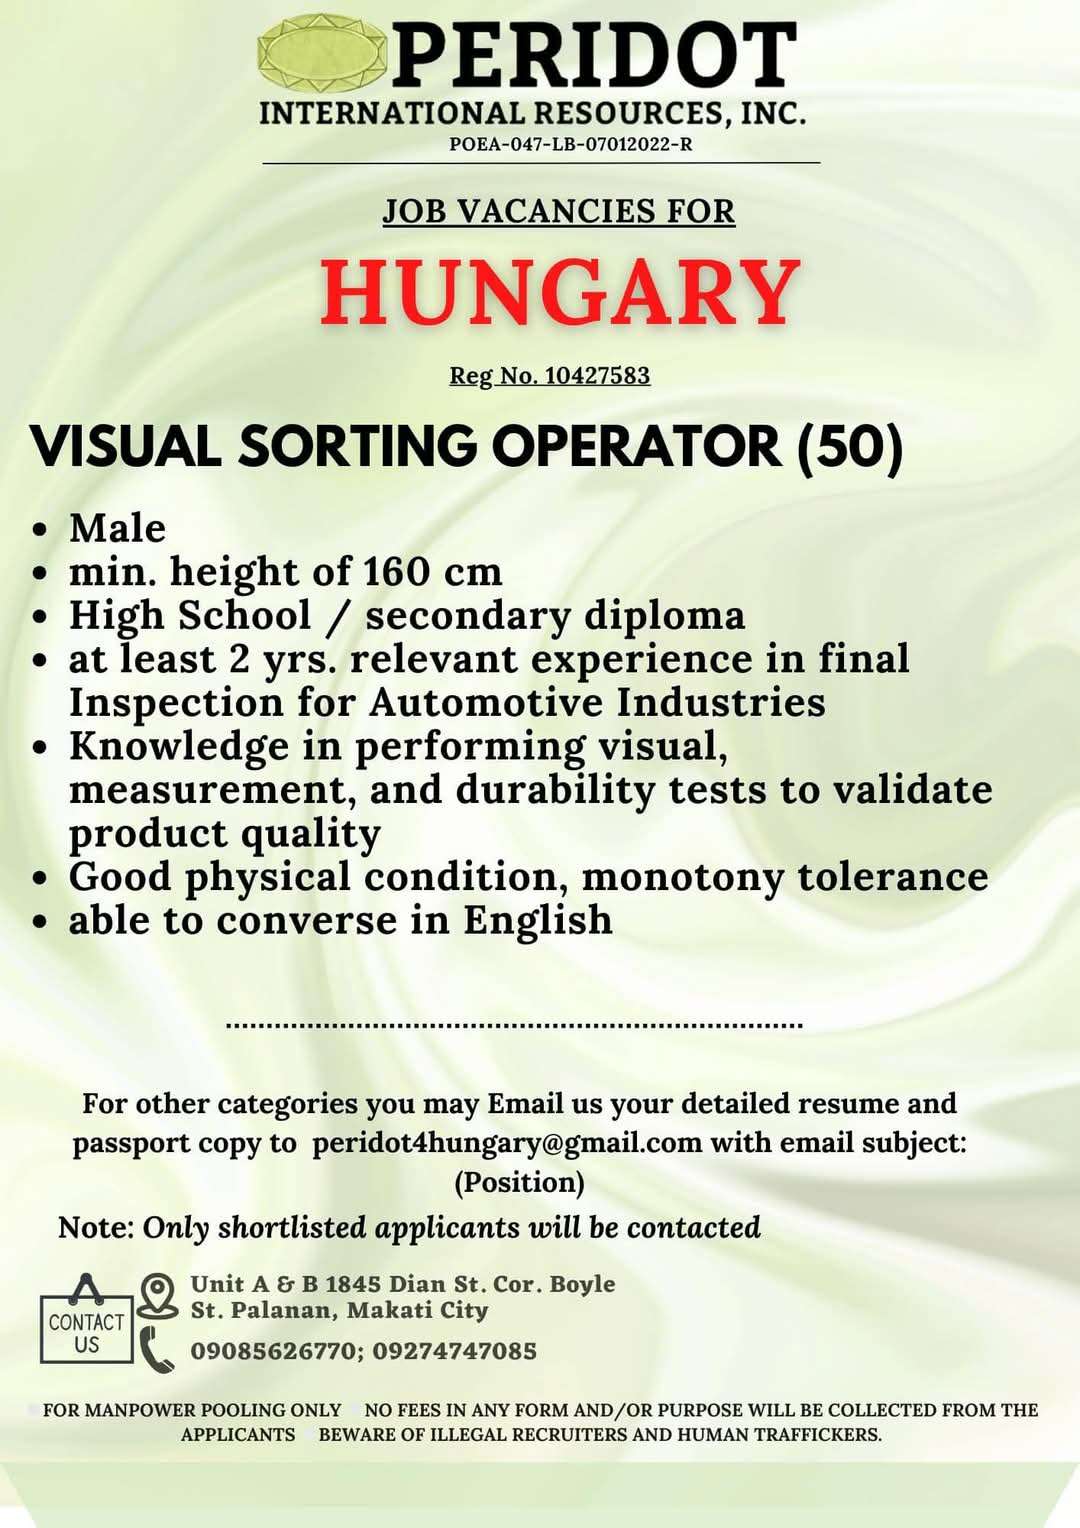 PERIDOT
INTERNATIONAL RESOURCES, INC.
POEA-047-LB-07012022-R
JOB VACANCIES FOR
HUNGARY
Reg No. 10427583
VISUAL SORTING OPERATOR (50)
• Male
• min. height of 160 cm
• High School / secondary diploma
• at least 2 yrs. relevant experience in final
Inspection for Automotive Industries
• Knowledge in performing visual,
measurement, and durability tests to validate
product quality
• Good physical condition, monotony tolerance
• able to converse in English
For other categories you may Email us your detailed resume and
passport copy to peridot4hungary@gmail.com with email subject:
(Position)
Note: Only shortlisted applicants will be contacted
CONTACT
US
Unit A & B 1845 Dian St. Cor. Boyle
St. Palanan, Makati City
09085626770; 09274747085
FOR MANPOWER POOLING ONLY NO FEES IN ANY FORM AND/OR PURPOSE WILL BE COLLECTED FROM THE
APPLICANTS BEWARE OF ILLEGAL RECRUITERS AND HUMAN TRAFFICKERS.